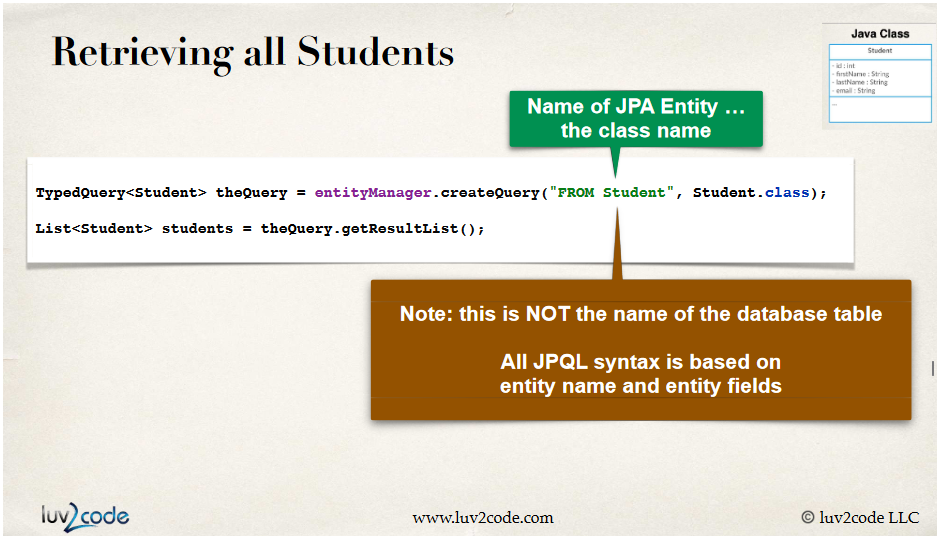 Retrieving all Students
Java Class
Student
- id : int
- firstName : String
- lastName : String
- email : String
...
Name of JPA Entity …
the class name
TypedQuery<Student> theQuery = entityManager.createQuery("FROM Student", Student.class);
List<Student> students = theQuery.getResultList();
Note: this is NOT the name of the database table
All JPQL syntax is based on
entity name and entity fields
luv2code
www.luv2code.com
© luv2code LLC